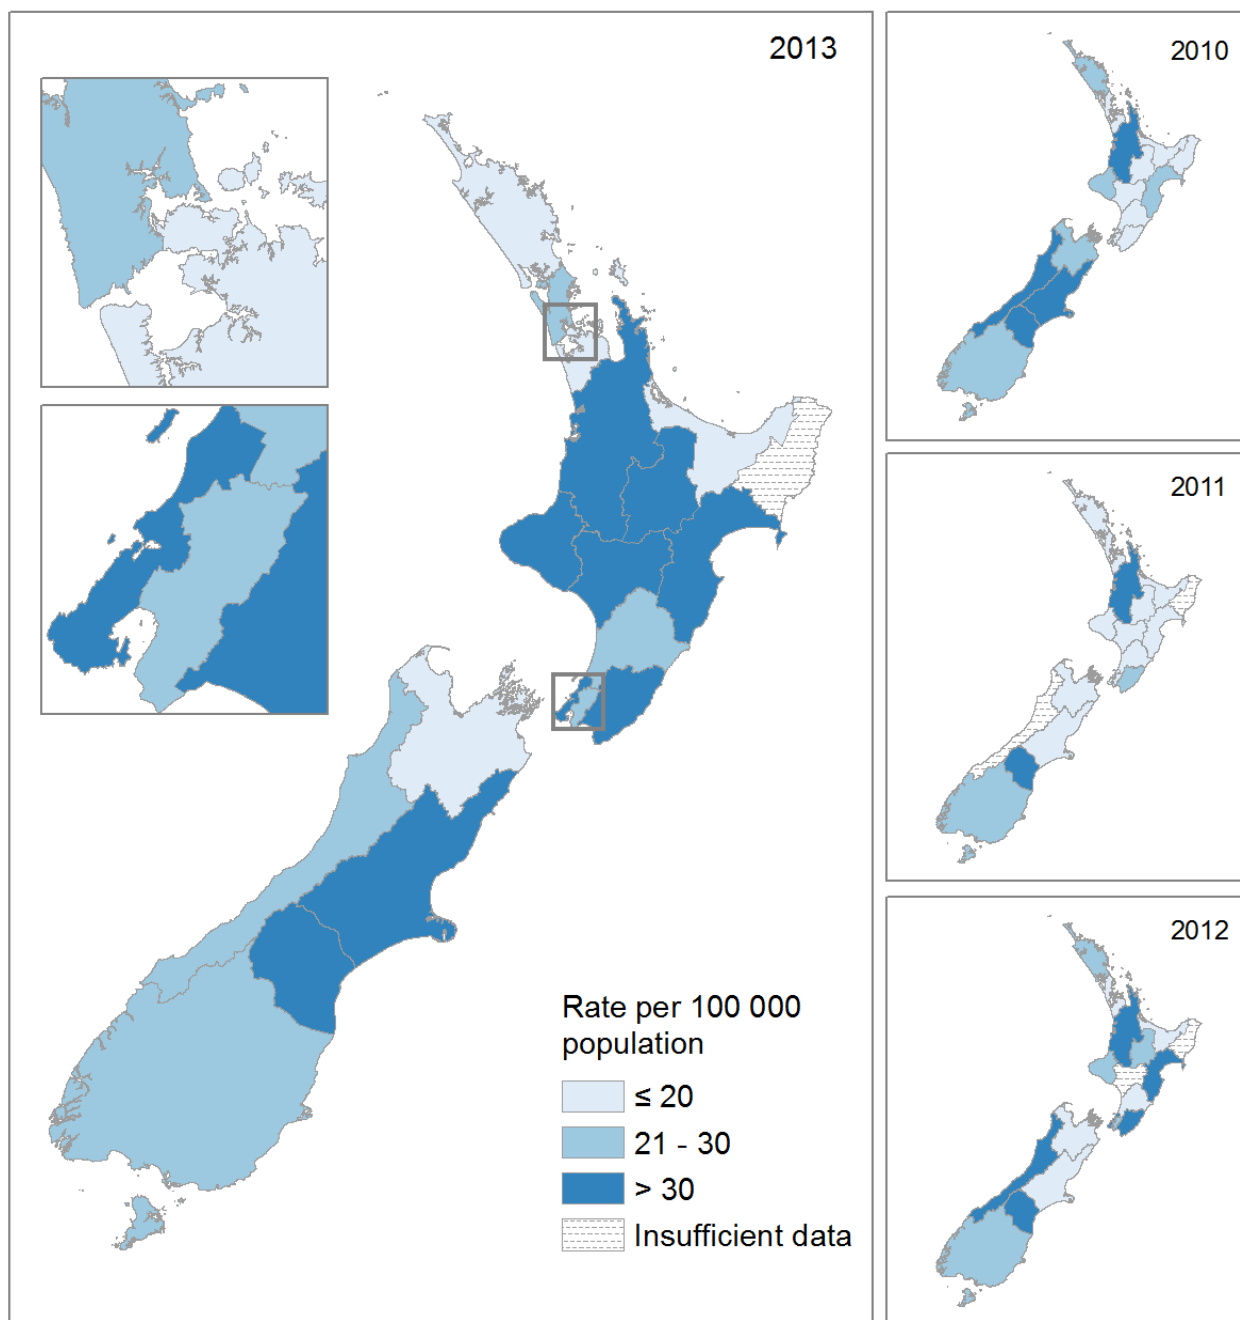 2013
2010
2011
2012
Rate per 100 000
population
≤ 20
21 - 30
> 30
Insufficient data